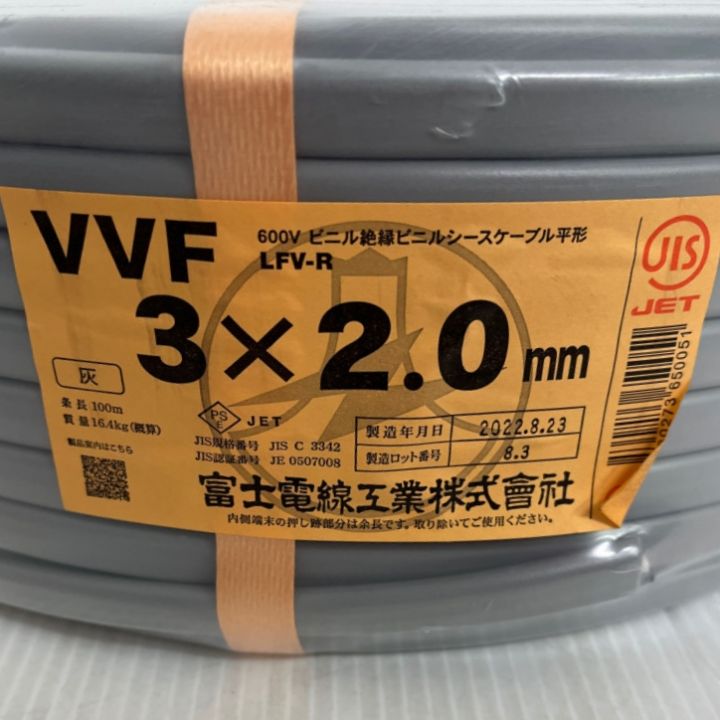 VVF
600V ビニル絶縁ビニルシースケーブル平形
LFV-R
3×2.0mm
JIS
JET
灰
条長 100m
質量 16.4kg(概算)
製品案内はこちら
PS
E
JET
JIS規格番号 JIS C 3342
JIS認証番号 JE 0507008
製造年月日 2022.8.23
製造ロット番号 8.3
富士電線工業株式會社
内側端末の押し跡部分は余長です。取り除いてご使用ください。
0273 650051